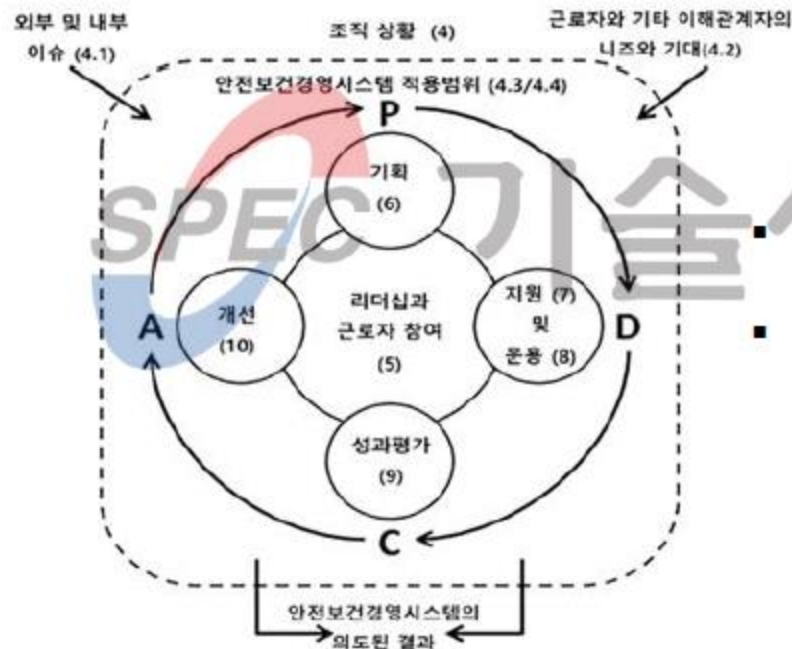 외부 및 내부
이슈 (4.1)
조직 상황 (4)
근로자와 기타 이해관계자의
니즈와 기대(4.2)
안전보건경영시스템 적용범위 (4.3/4.4)
P
기획
(6)
SPEC 기술
개선
(10)
A
리더십과
근로자 참여
(5)
지원 (7)
및
운용 (8)
D
성과평가
(9)
C
안전보건경영시스템의
의도된 결과